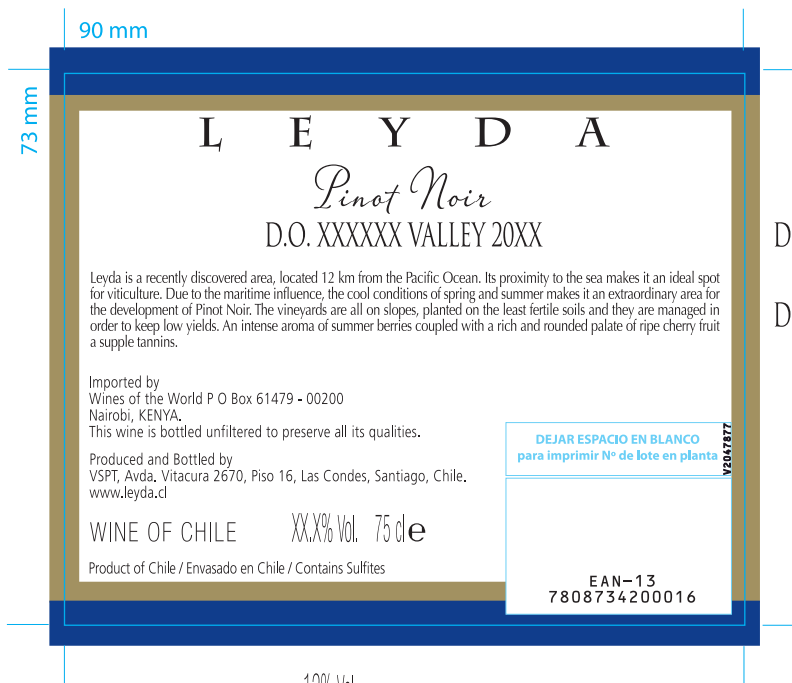 90 mm
73 mm
LEYDA
Pinot Noir
D.O. XXXXXX VALLEY 20XX
D
D
Leyda is a recently discovered area, located 12 km from the Pacific Ocean. Its proximity to the sea makes it an ideal spot
for viticulture. Due to the maritime influence, the cool conditions of spring and summer makes it an extraordinary area for
the development of Pinot Noir. The vineyards are all on slopes, planted on the least fertile soils and they are managed in
order to keep low yields. An intense aroma of summer berries coupled with a rich and rounded palate of ripe cherry fruit
a supple tannins.
Imported by
Wines of the World P O Box 61479 - 00200
Nairobi, KENYA.
This wine is bottled unfiltered to preserve all its qualities.
Produced and Bottled by
VSPT, Avda. Vitacura 2670, Piso 16, Las Condes, Santiago, Chile.
www.leyda.cl
DEJAR ESPACIO EN BLANCO
para imprimir Nº de lote en planta
V2047877
WINE OF CHILE XX.X% Vol. 75 cl e
Product of Chile / Envasado en Chile / Contains Sulfites
EAN-13
7808734200016